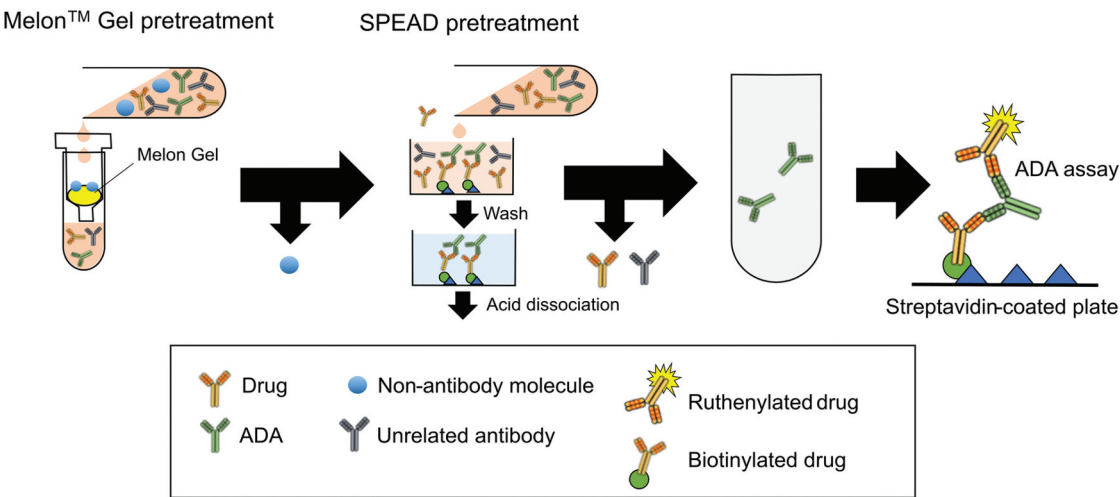 Melon™ Gel pretreatment
SPEAD pretreatment
Melon Gel
Wash
Acid dissociation
ADA assay
Streptavidin-coated plate
Drug
Non-antibody molecule
Ruthenylated drug
ADA
Unrelated antibody
Biotinylated drug